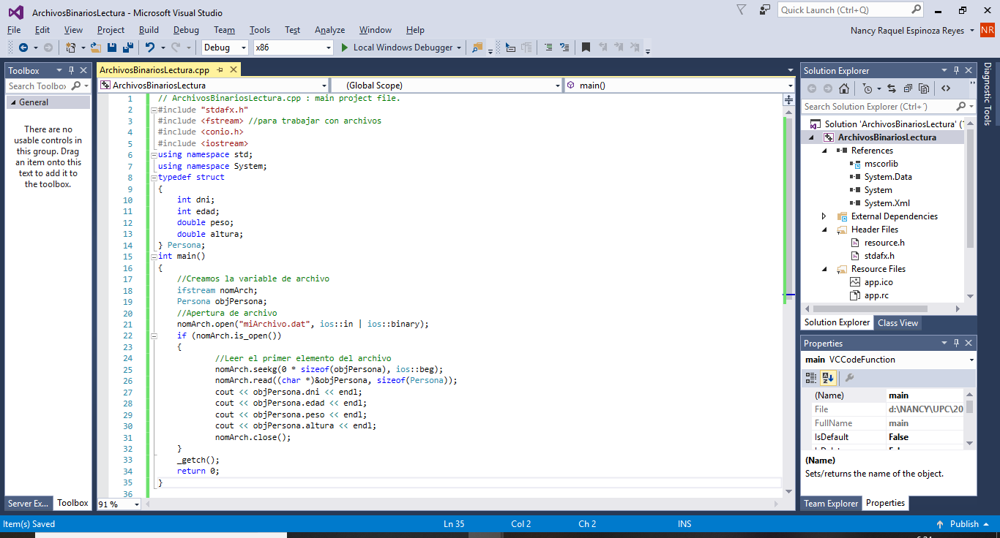 ArchivosBinariosLectura - Microsoft Visual Studio
Quick Launch (Ctrl+Q)
File Edit View Project Build Debug Team Tools Test Analyze Window Help
Nancy Raquel Espinoza Reyes
NR
Debug x86 Local Windows Debugger
Toolbox
Search Toolbox
General
There are no
usable controls in
this group. Drag
an item onto this
text to add it to
the toolbox.
Server Ex... Toolbox
ArchivosBinariosLectura.cpp
ArchivosBinariosLectura (Global Scope) main()
1 // ArchivosBinariosLectura.cpp : main project file.
2 #include "stdafx.h"
3 #include <fstream> //para trabajar con archivos
4 #include <conio.h>
5 #include <iostream>
6 using namespace std;
7 using namespace System;
8 typedef struct
9 {
10 int dni;
11 int edad;
12 double peso;
13 double altura;
14 } Persona;
15 int main()
16 {
17 //Creamos la variable de archivo
18 ifstream nomArch;
19 Persona objPersona;
20 //Apertura de archivo
21 nomArch.open("miArchivo.dat", ios::in | ios::binary);
22 if (nomArch.is_open())
23 {
24 //Leer el primer elemento del archivo
25 nomArch.seekg(0 * sizeof(objPersona), ios::beg);
26 nomArch.read((char *)&objPersona, sizeof(Persona));
27 cout << objPersona.dni << endl;
28 cout << objPersona.edad << endl;
29 cout << objPersona.peso << endl;
30 cout << objPersona.altura << endl;
31 nomArch.close();
32 }
33 _getch();
34 return 0;
35 }
36
91 %
Solution Explorer
Search Solution Explorer (Ctrl+´)
Solution 'ArchivosBinariosLectura' (
ArchivosBinariosLectura
References
mscorlib
System.Data
System
System.Xml
External Dependencies
Header Files
resource.h
stdafx.h
Resource Files
app.ico
app.rc
Solution Explorer Class View
Properties
main VCCodeFunction
(Name) main
File d:\NANCY\UPC\20
FullName main
IsDefault False
(Name)
Sets/returns the name of the object.
Team Explorer Properties
Diagnostic Tools
Item(s) Saved Ln 35 Col 2 Ch 2 INS Publish